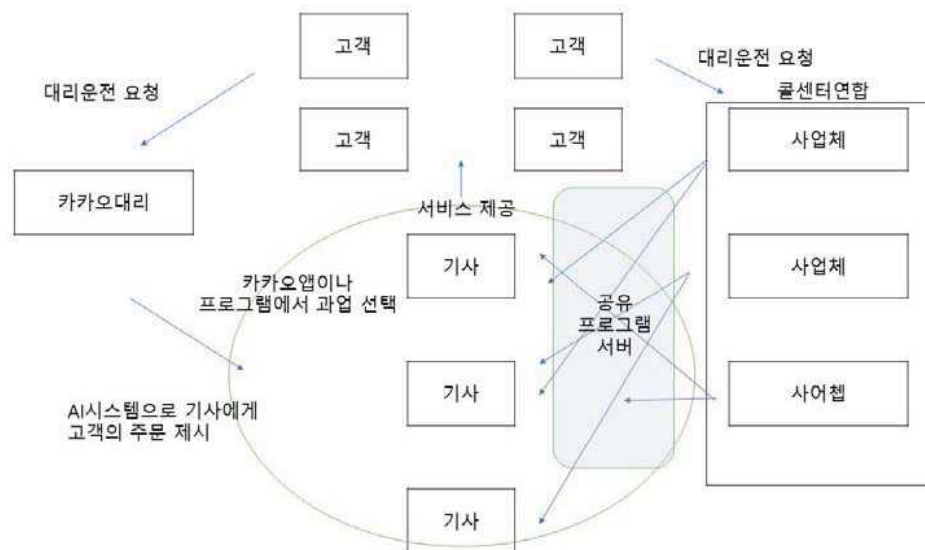 고객
고객
대리운전 요청
대리운전 요청
콜센터연합
고객
고객
사업체
카카오대리
서비스 제공
기사
사업체
카카오앱이나
프로그램에서 과업 선택
공유
프로그램
서버
기사
사어쳅
AI시스템으로 기사에게
고객의 주문 제시
기사